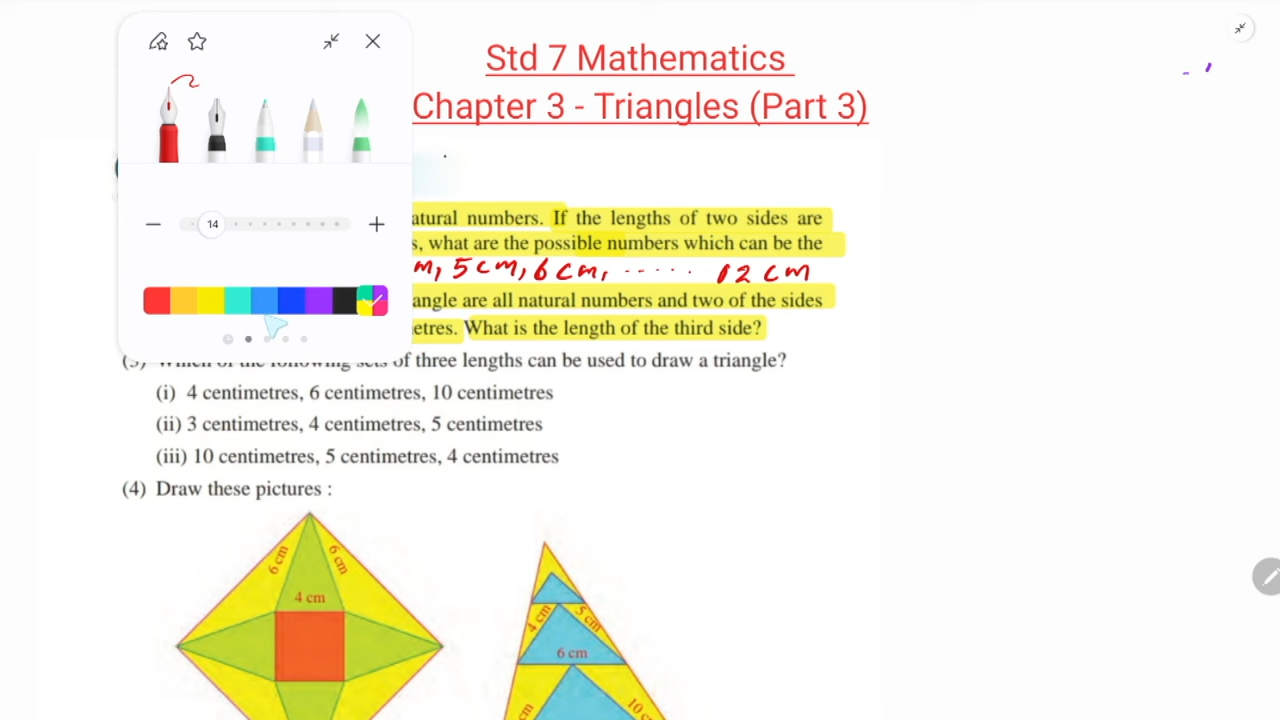 Std 7 Mathematics
Chapter 3 - Triangles (Part 3)
14
atural numbers. If the lengths of two sides are
s, what are the possible numbers which can be the
m, 5 cm, 6 cm, ...... 12 cm
angle are all natural numbers and two of the sides
etres. What is the length of the third side?
of three lengths can be used to draw a triangle?
(i) 4 centimetres, 6 centimetres, 10 centimetres
(ii) 3 centimetres, 4 centimetres, 5 centimetres
(iii) 10 centimetres, 5 centimetres, 4 centimetres
(4) Draw these pictures :
6 cm
6 cm
4 cm
4 cm
5 cm
6 cm
cm
10 c